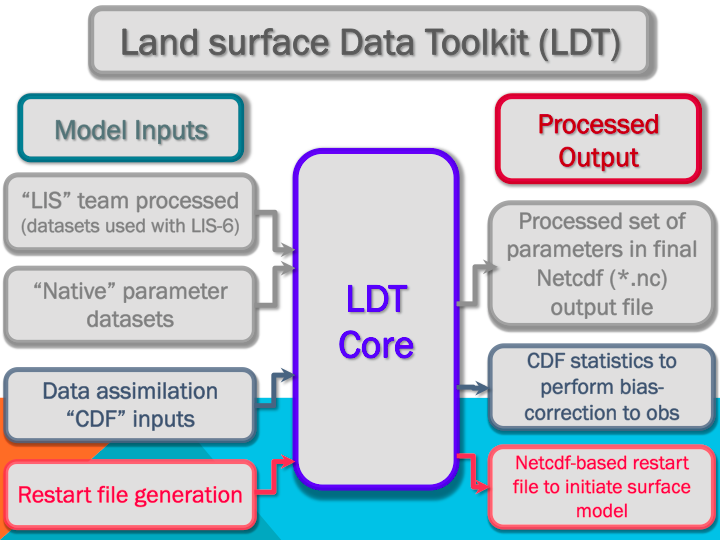 Land surface Data Toolkit (LDT)
Model Inputs
Processed
Output
“LIS” team processed
(datasets used with LIS-6)
“Native” parameter
datasets
Data assimilation
“CDF” inputs
Restart file generation
LDT
Core
Processed set of
parameters in final
Netcdf (*.nc)
output file
CDF statistics to
perform bias-
correction to obs
Netcdf-based restart
file to initiate surface
model